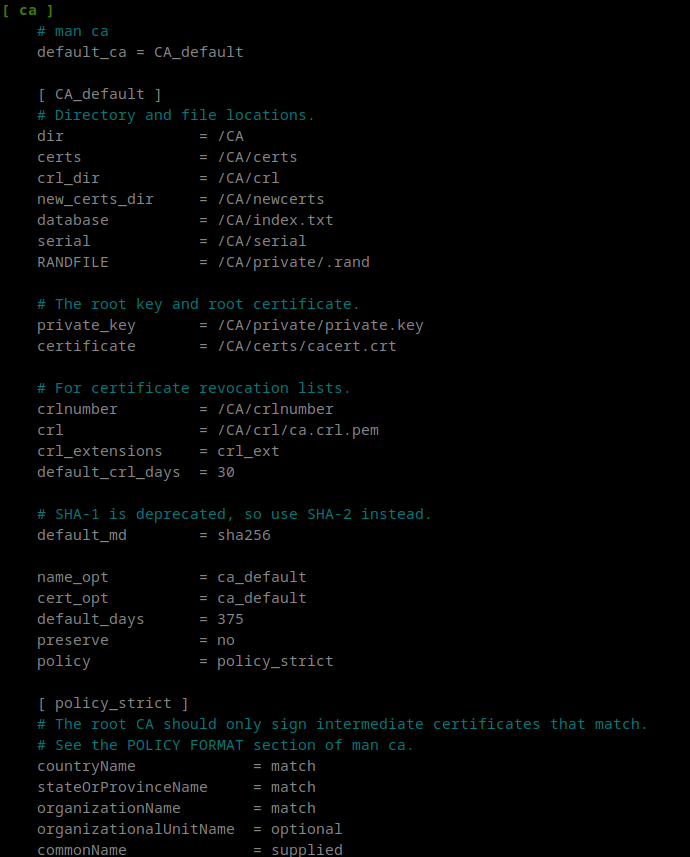 [ ca ]
# man ca
default_ca = CA_default
[ CA_default ]
# Directory and file locations.
dir = /CA
certs = /CA/certs
crl_dir = /CA/crl
new_certs_dir = /CA/newcerts
database = /CA/index.txt
serial = /CA/serial
RANDFILE = /CA/private/.rand
# The root key and root certificate.
private_key = /CA/private/private.key
certificate = /CA/certs/cacert.crt
# For certificate revocation lists.
crlnumber = /CA/crlnumber
crl = /CA/crl/ca.crl.pem
crl_extensions = crl_ext
default_crl_days = 30
# SHA-1 is deprecated, so use SHA-2 instead.
default_md = sha256
name_opt = ca_default
cert_opt = ca_default
default_days = 375
preserve = no
policy = policy_strict
[ policy_strict ]
# The root CA should only sign intermediate certificates that match.
# See the POLICY FORMAT section of man ca.
countryName = match
stateOrProvinceName = match
organizationName = match
organizationalUnitName = optional
commonName = supplied